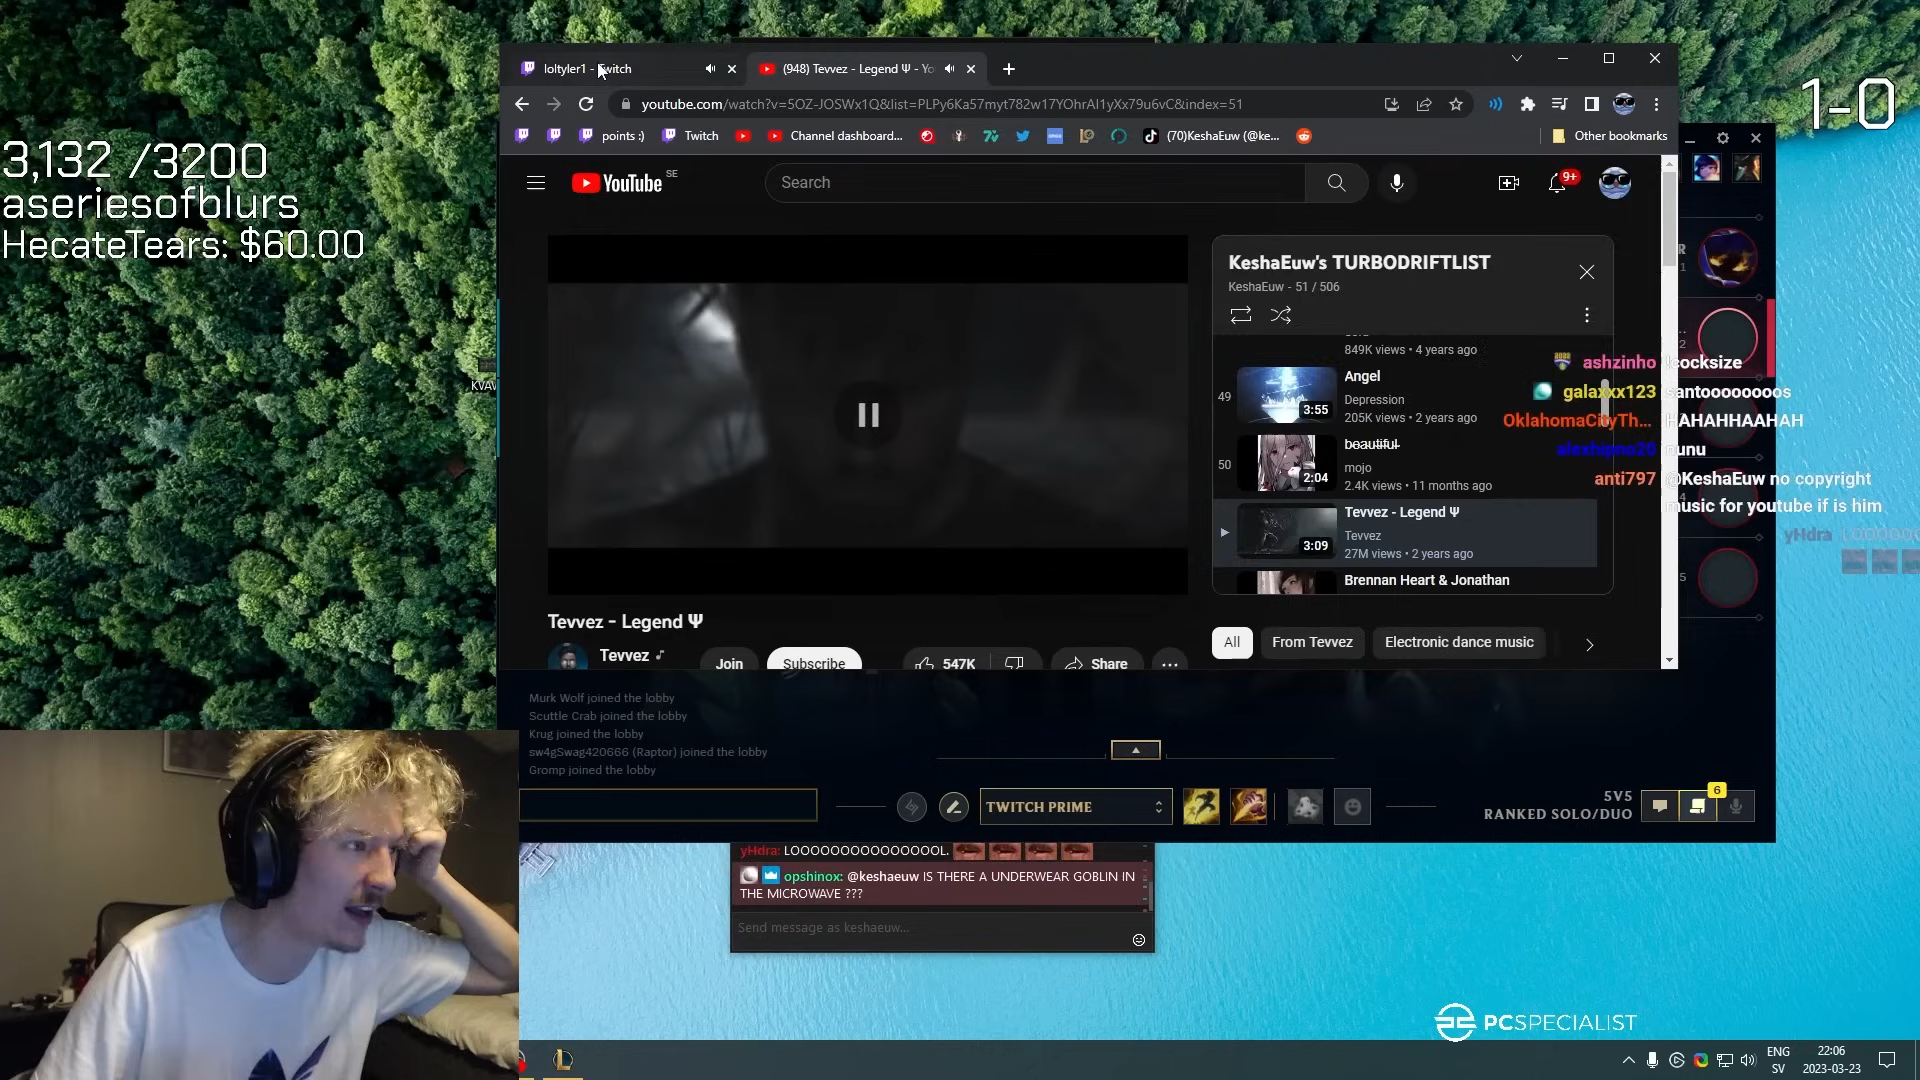 3,132 /3200
aseriesofblurs
HecateTears: $60.00
1-0
loltyler1 - Twitch
(948) Tevvez - Legend Ψ - Yo
youtube.com/watch?v=5OZ-JOSWx1Q&list=PLPy6Ka57myt782w17YOhrAl1yXx79u6vC&index=51
points :)
Twitch
Channel dashboard...
(70)KeshaEuw (@ke...
Other bookmarks
YouTube SE
Search
9+
KeshaEuw's TURBODRIFTLIST
KeshaEuw - 51 / 506
849K views • 4 years ago
49
3:55
Angel
Depression
205K views • 2 years ago
50
2:04
beautiful
mojo
2.4K views • 11 months ago
3:09
Tevvez - Legend Ψ
Tevvez
27M views • 2 years ago
Brennan Heart & Jonathan
ashzinho !cocksize
galaxxx123 santoooooooos
OklahomaCityTh... HAHAHHAAHAH
alexhipno20 nunu
anti797 @KeshaEuw no copyright
music for youtube if is him
yHdra
Tevvez - Legend Ψ
Tevvez
Join
Subscribe
547K
Share
All
From Tevvez
Electronic dance music
Murk Wolf joined the lobby
Scuttle Crab joined the lobby
Krug joined the lobby
sw4gSwag420666 (Raptor) joined the lobby
Gromp joined the lobby
TWITCH PRIME
5V5
RANKED SOLO/DUO
6
yHdra: LOOOOOOOOOOOOOOOL.
opshinox: @keshaeuw IS THERE A UNDERWEAR GOBLIN IN
THE MICROWAVE ???
Send message as keshaeuw...
PCSPECIALIST
ENG
SV
22:06
2023-03-23